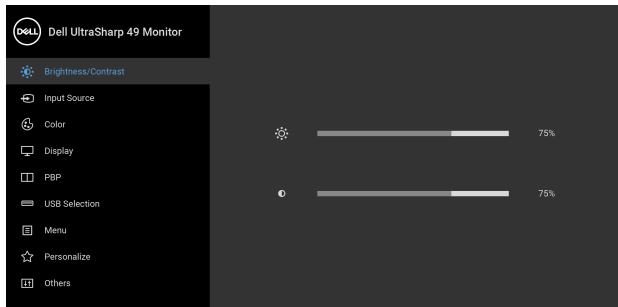 DELL Dell UltraSharp 49 Monitor
Brightness/Contrast
Input Source
Color
Display
PBP
USB Selection
Menu
Personalize
Others
75%
75%